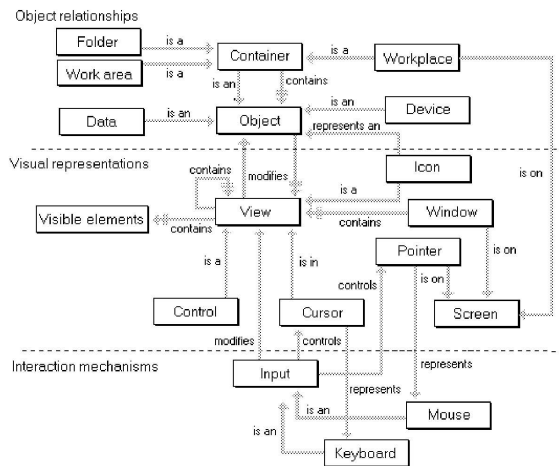 Object relationships
Folder
is a
Container
is a
Workplace
Work area
is a
is an
contains
Data
is an
Object
is an
Device
represents an
Visual representations
contains
modifies
Icon
is a
is on
View
Window
Visible elements
contains
contains
Pointer
is on
is a
is in
controls
is on
Control
Cursor
Screen
modifies
controls
Interaction mechanisms
Input
represents
represents
is an
Mouse
is an
Keyboard